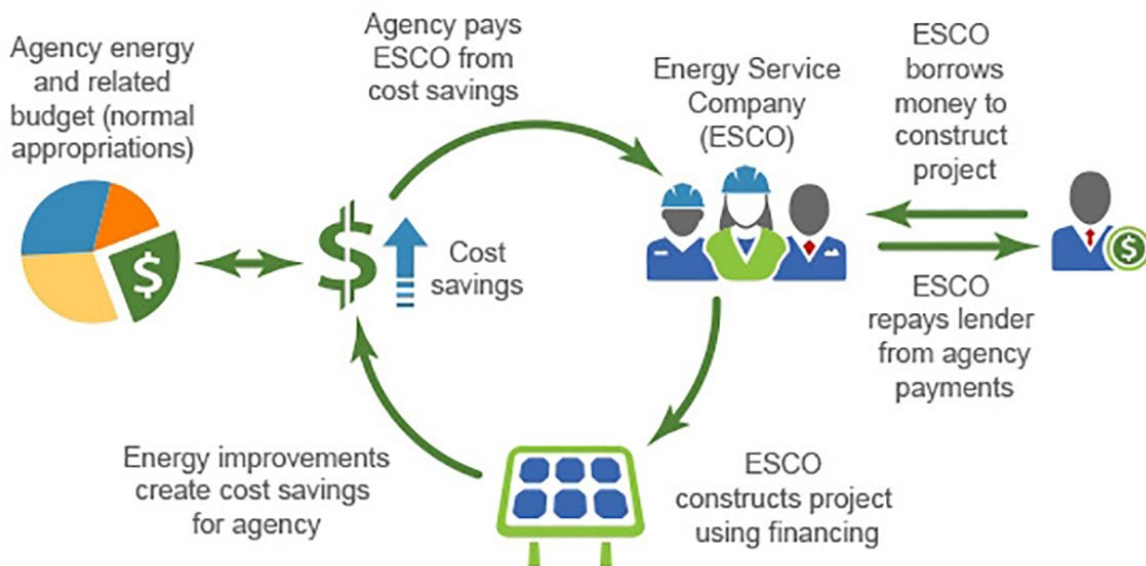 Agency energy
and related
budget (normal
appropriations)
$
Agency pays
ESCO from
cost savings
$
Cost
savings
Energy Service
Company
(ESCO)
ESCO
borrows
money to
construct
project
$
ESCO
repays lender
from agency
payments
ESCO
constructs project
using financing
Energy improvements
create cost savings
for agency